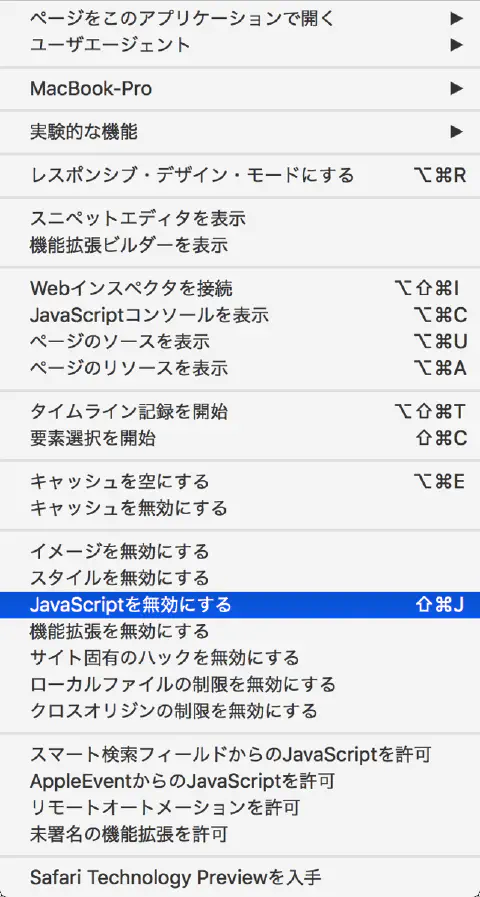 ページをこのアプリケーションで開く ▶
ユーザエージェント ▶
MacBook-Pro ▶
実験的な機能 ▶
レスポンシブ・デザイン・モードにする ⌥⌘R
スニペットエディタを表示
機能拡張ビルダーを表示
Webインスペクタを接続 ⌥⇧⌘I
JavaScriptコンソールを表示 ⌥⌘C
ページのソースを表示 ⌥⌘U
ページのリソースを表示 ⌥⌘A
タイムライン記録を開始 ⌥⇧⌘T
要素選択を開始 ⇧⌘C
キャッシュを空にする ⌥⌘E
キャッシュを無効にする
イメージを無効にする
スタイルを無効にする
JavaScriptを無効にする ⇧⌘J
機能拡張を無効にする
サイト固有のハックを無効にする
ローカルファイルの制限を無効にする
クロスオリジンの制限を無効にする
スマート検索フィールドからのJavaScriptを許可
AppleEventからのJavaScriptを許可
リモートオートメーションを許可
未署名の機能拡張を許可
Safari Technology Previewを入手